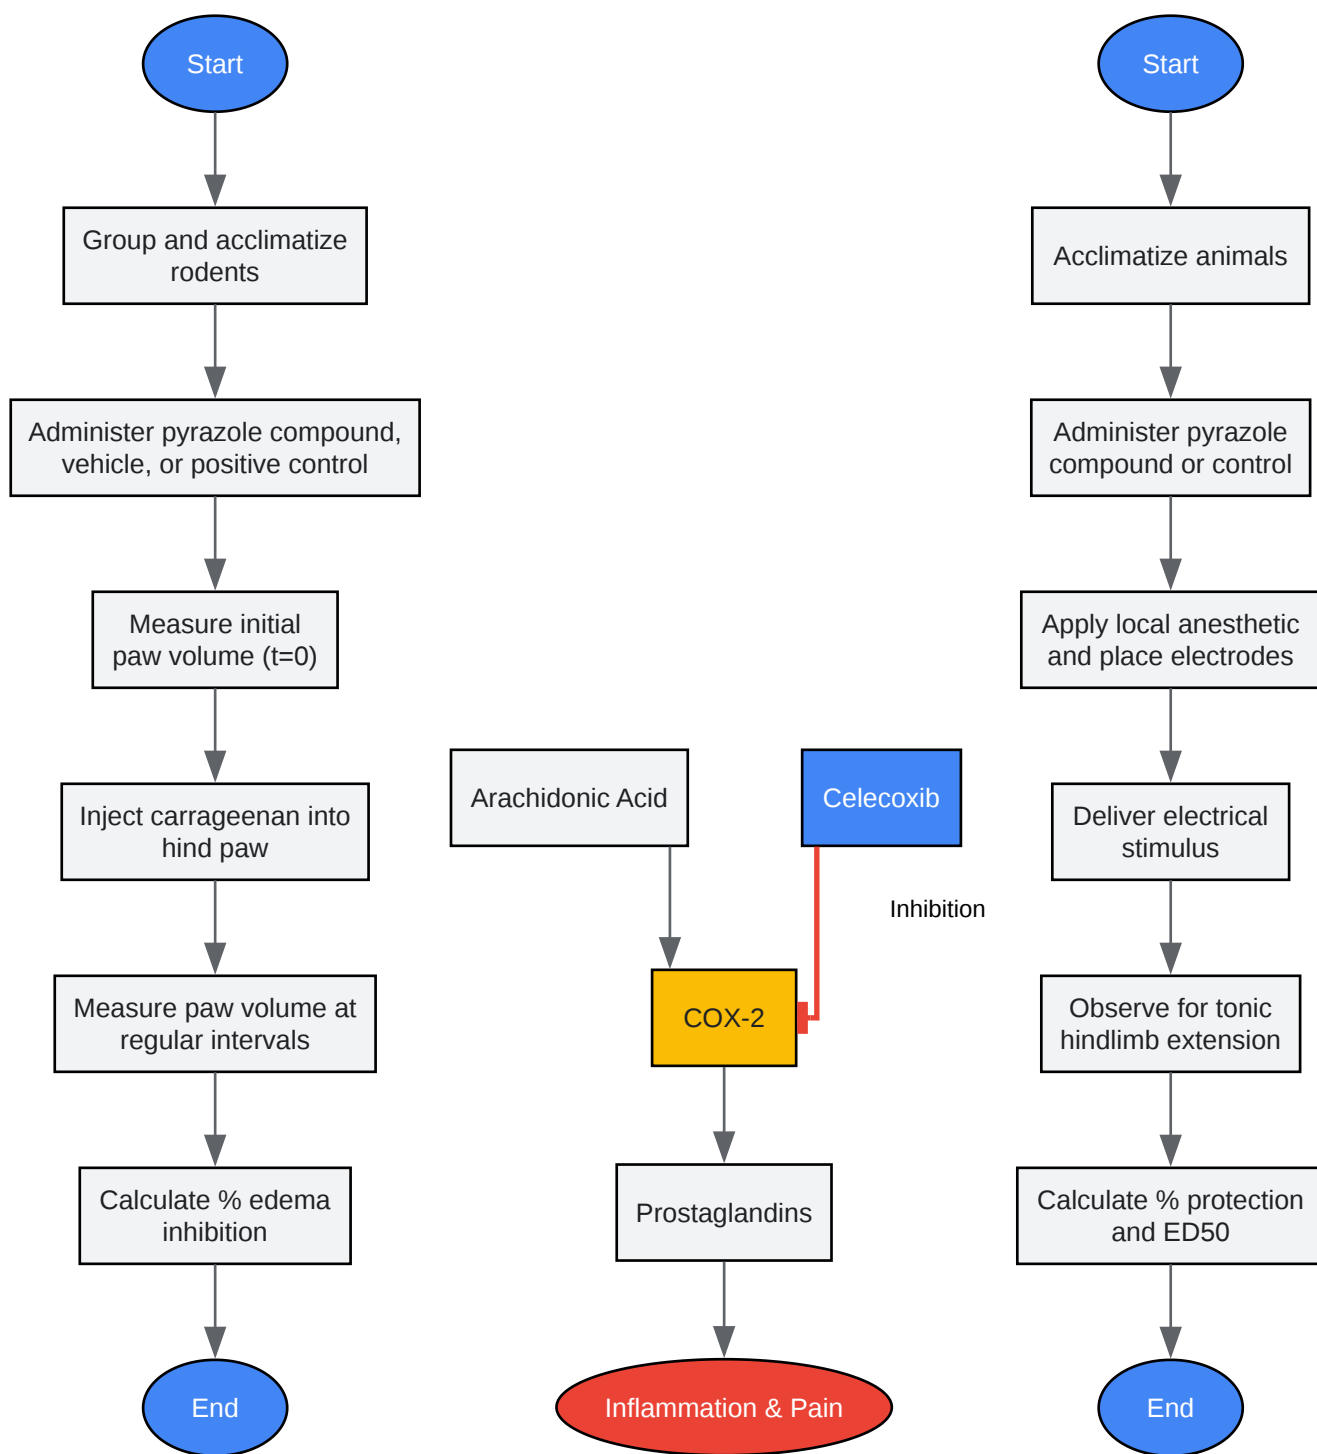 Start
Group and acclimatize
rodents
Administer pyrazole compound,
vehicle, or positive control
Measure initial
paw volume (t=0)
Inject carrageenan into
hind paw
Measure paw volume at
regular intervals
Calculate % edema
inhibition
End
Arachidonic Acid
Celecoxib
Inhibition
COX-2
Prostaglandins
Inflammation & Pain
Start
Acclimatize animals
Administer pyrazole
compound or control
Apply local anesthetic
and place electrodes
Deliver electrical
stimulus
Observe for tonic
hindlimb extension
Calculate % protection
and ED50
End